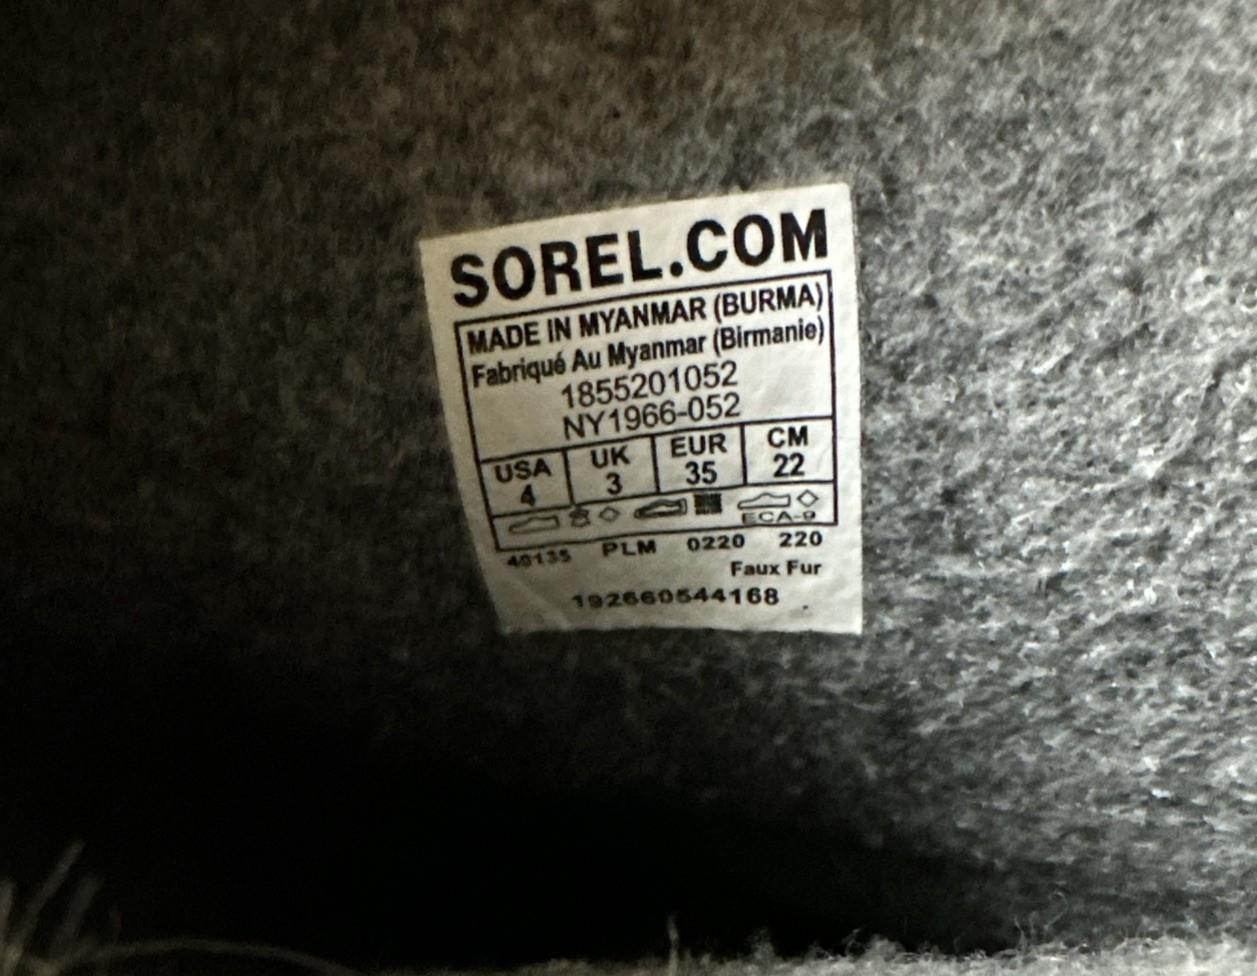 SOREL.COM
MADE IN MYANMAR (BURMA)
Fabriqué Au Myanmar (Birmanie)
1855201052
NY1966-052
USA UK EUR CM
4 3 35 22
ECA-9
49135 PLM 0220 220
Faux Fur
192660544168